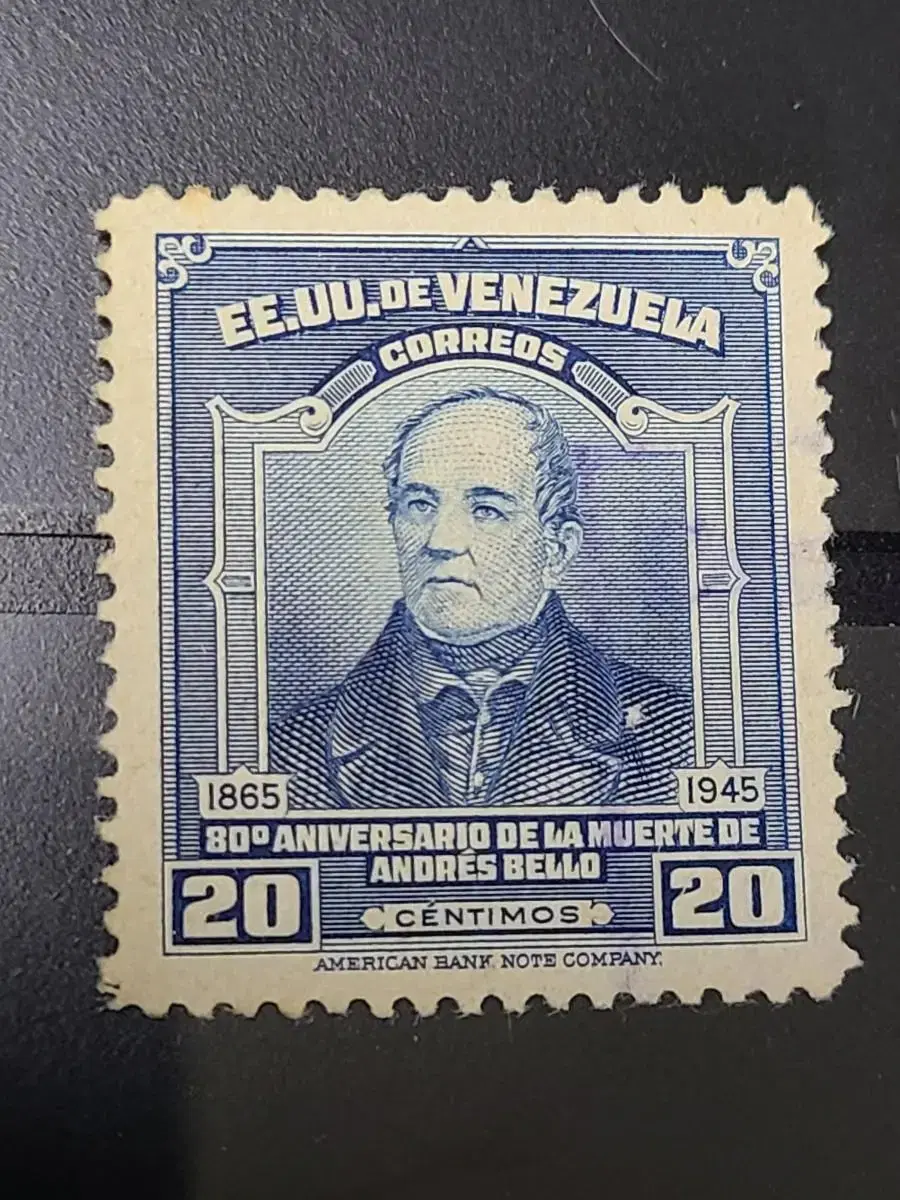 EE.UU. DE VENEZUELA
CORREOS
1865 1945
80º ANIVERSARIO DE LA MUERTE DE
ANDRÉS BELLO
20 CÉNTIMOS 20
AMERICAN BANK NOTE COMPANY.